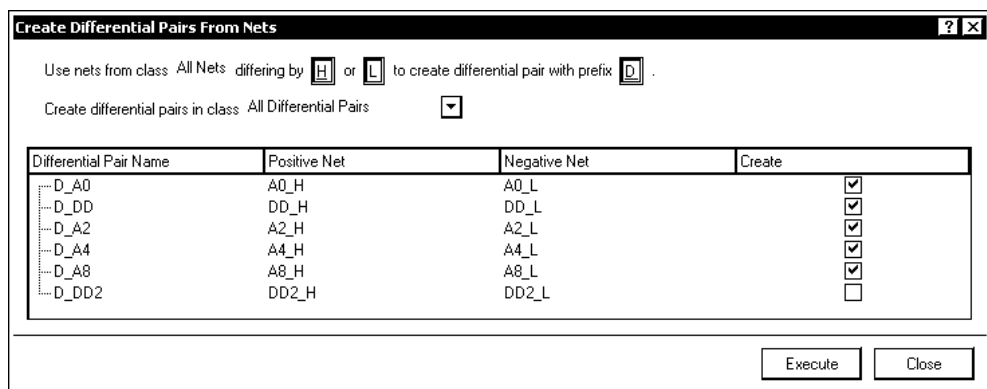 Create Differential Pairs From Nets ? X
Use nets from class All Nets differing by H or L to create differential pair with prefix D .
Create differential pairs in class All Differential Pairs
Differential Pair Name Positive Net Negative Net Create
D_A0 A0_H A0_L
D_DD DD_H DD_L
D_A2 A2_H A2_L
D_A4 A4_H A4_L
D_A8 A8_H A8_L
D_DD2 DD2_H DD2_L
Execute Close